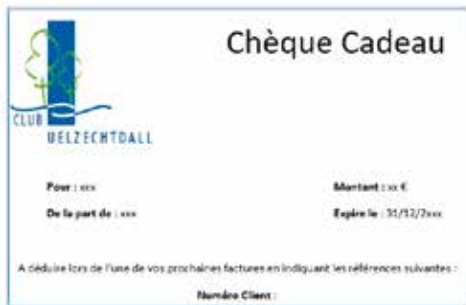 Chèque Cadeau
CLUB
UELZECHTDALL
Pour : xxx
Montant : xx €
De la part de : xxx
Expire le : 31/12/2xxx
A déduire lors de l'une de vos prochaines factures en indiquant les références suivantes :
Numéro Client :